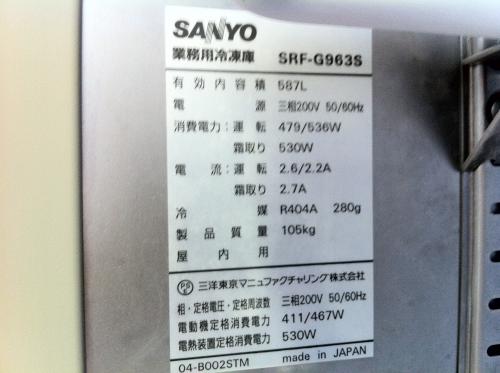 SANYO
業務用冷凍庫 SRF-G963S
有効内容積 587L
電源 三相200V 50/60Hz
消費電力:運転 479/536W
霜取り 530W
電流:運転 2.6/2.2A
霜取り 2.7A
冷媒 R404A 280g
製品質量 105kg
屋内用
PSE 三洋東京マニュファクチャリング株式会社
相・定格電圧・定格周波数 三相200V 50/60Hz
電動機定格消費電力 411/467W
電熱装置定格消費電力 530W
04-B002STM made in JAPAN